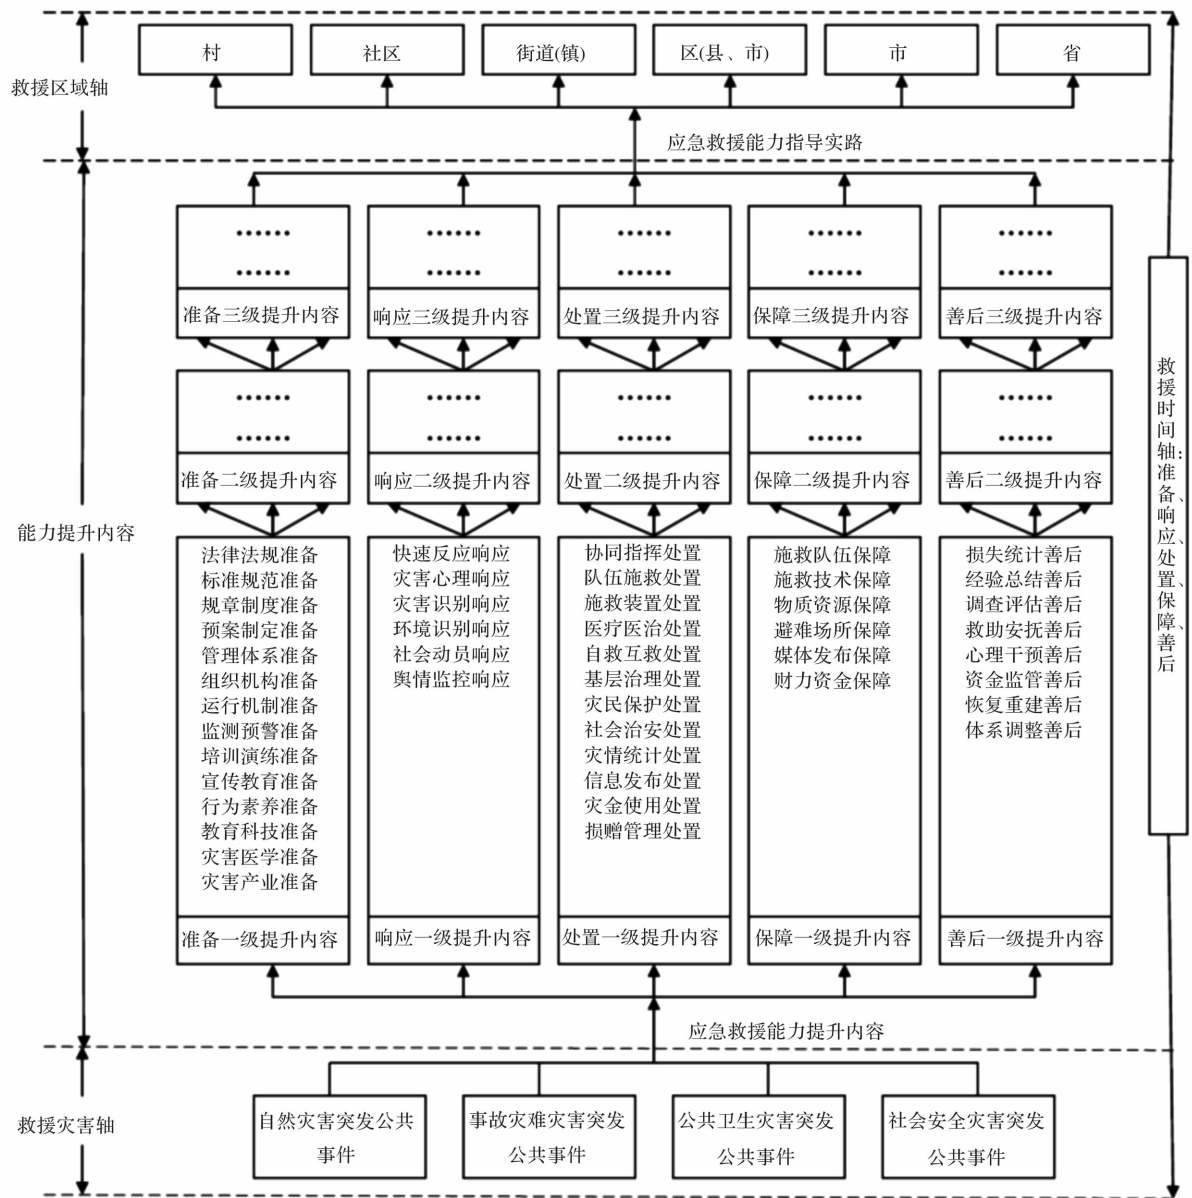 村
社区
街道(镇)
区(县、市)
市
省
救援区域轴
应急救援能力指导实路
......
......
......
......
......
......
......
......
......
......
准备三级提升内容
响应三级提升内容
处置三级提升内容
保障三级提升内容
善后三级提升内容
......
......
......
......
......
......
......
......
......
......
准备二级提升内容
响应二级提升内容
处置二级提升内容
保障二级提升内容
善后二级提升内容
能力提升内容
法律法规准备
标准规范准备
规章制度准备
预案制定准备
管理体系准备
组织机构准备
运行机制准备
监测预警准备
培训演练准备
宣传教育准备
行为素养准备
教育科技准备
灾害医学准备
灾害产业准备
准备一级提升内容
快速反应响应
灾害心理响应
灾害识别响应
环境识别响应
社会动员响应
舆情监控响应
响应一级提升内容
协同指挥处置
队伍施救处置
施救装置处置
医疗医治处置
自救互救处置
基层治理处置
灾民保护处置
社会治安处置
灾情统计处置
信息发布处置
灾金使用处置
损赠管理处置
处置一级提升内容
施救队伍保障
施救技术保障
物质资源保障
避难场所保障
媒体发布保障
财力资金保障
保障一级提升内容
损失统计善后
经验总结善后
调查评估善后
救助安抚善后
心理干预善后
资金监管善后
恢复重建善后
体系调整善后
善后一级提升内容
救援时间轴:准备、响应、处置、保障、善后
应急救援能力提升内容
救援灾害轴
自然灾害突发公共
事件
事故灾难灾害突发
公共事件
公共卫生灾害突发
公共事件
社会安全灾害突发
公共事件